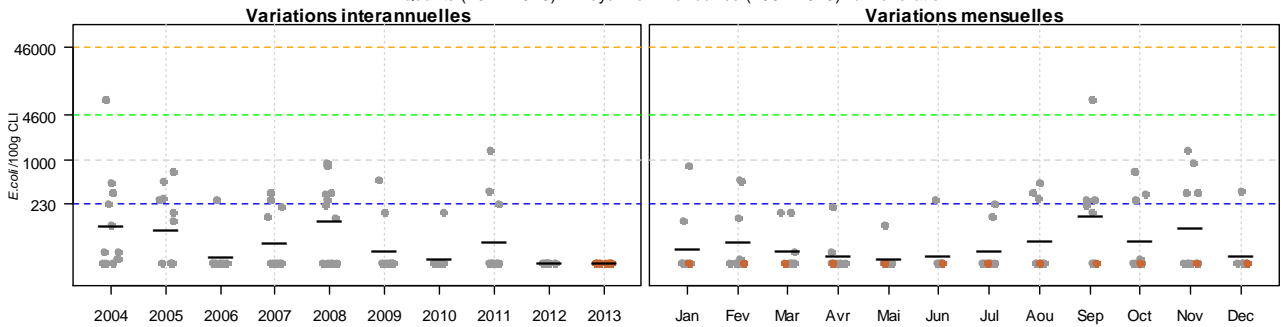 Variations interannuelles
Variations mensuelles
46000
4600
1000
230
E.coli/100g CLI
2004 2005 2006 2007 2008 2009 2010 2011 2012 2013
Jan Fev Mar Avr Mai Jun Jul Aou Sep Oct Nov Dec